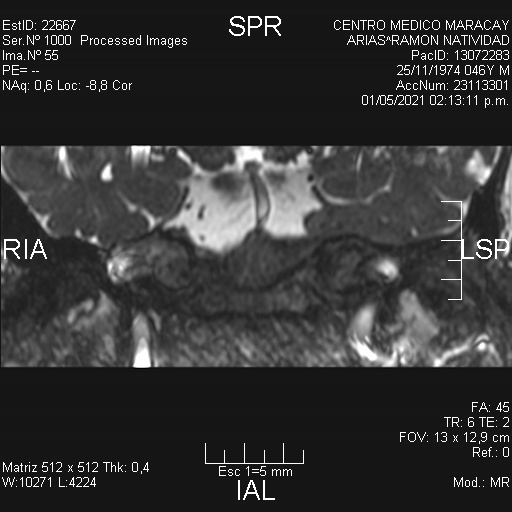 EstID: 22667
Ser.Nº 1000 Processed Images
Ima.Nº 55
PE= --
NAq: 0,6 Loc: -8,8 Cor
SPR
CENTRO MEDICO MARACAY
ARIAS^RAMON NATIVIDAD
PacID: 13072283
25/11/1974 046Y M
AccNum: 23113301
01/05/2021 02:13:11 p.m.
RIA
LSP
FA: 45
TR: 6 TE: 2
FOV: 13 x 12,9 cm
Ref.: 0
Matriz 512 x 512 Thk: 0,4
W:10271 L:4224
Esc 1=5 mm
IAL
Mod.: MR